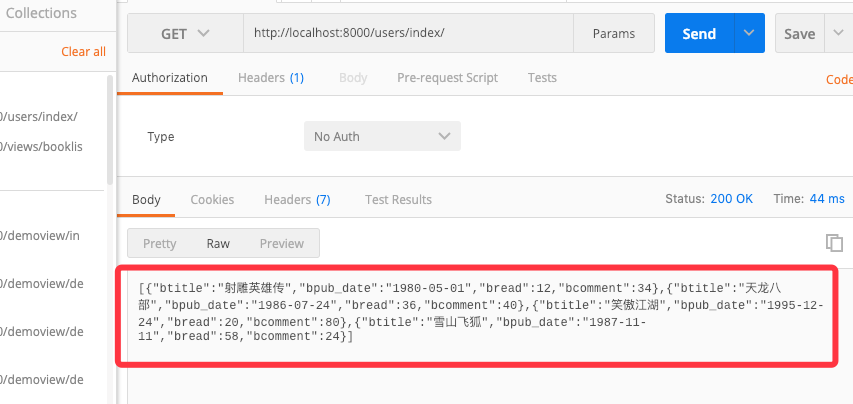 Collections
Clear all
0/users/index/
0/views/booklis
0/demoview/in
0/demoview/de
0/demoview/de
0/demoview/de
GET http://localhost:8000/users/index/ Params Send Save
Authorization Headers (1) Body Pre-request Script Tests Code
Type No Auth
Body Cookies Headers (7) Test Results Status: 200 OK Time: 44 ms
Pretty Raw Preview
[{"btitle":"射雕英雄传","bpub_date":"1980-05-01","bread":12,"bcomment":34},{"btitle":"天龙八
部","bpub_date":"1986-07-24","bread":36,"bcomment":40},{"btitle":"笑傲江湖","bpub_date":"1995-12-
24","bread":20,"bcomment":80},{"btitle":"雪山飞狐","bpub_date":"1987-11-
11","bread":58,"bcomment":24}]